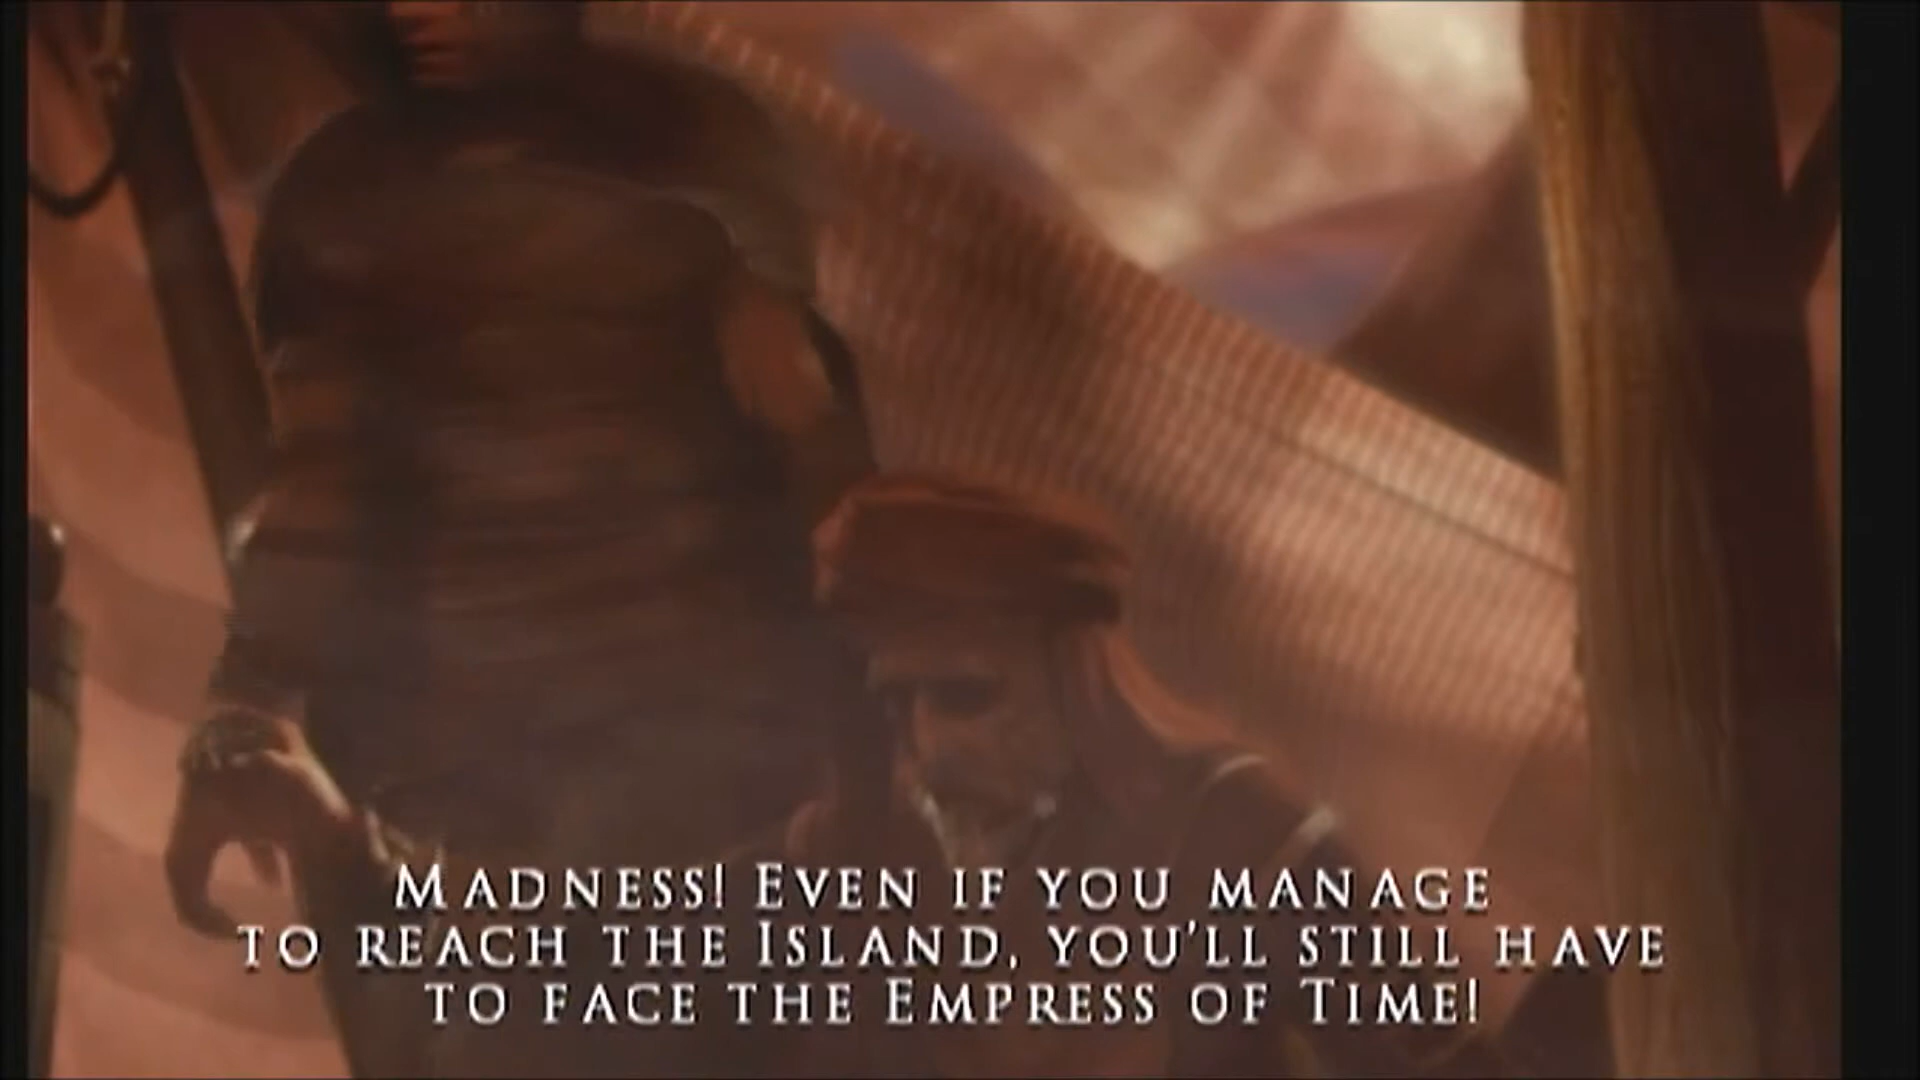 Madness! Even if you manage
to reach the Island, you'll still have
to face the Empress of Time!